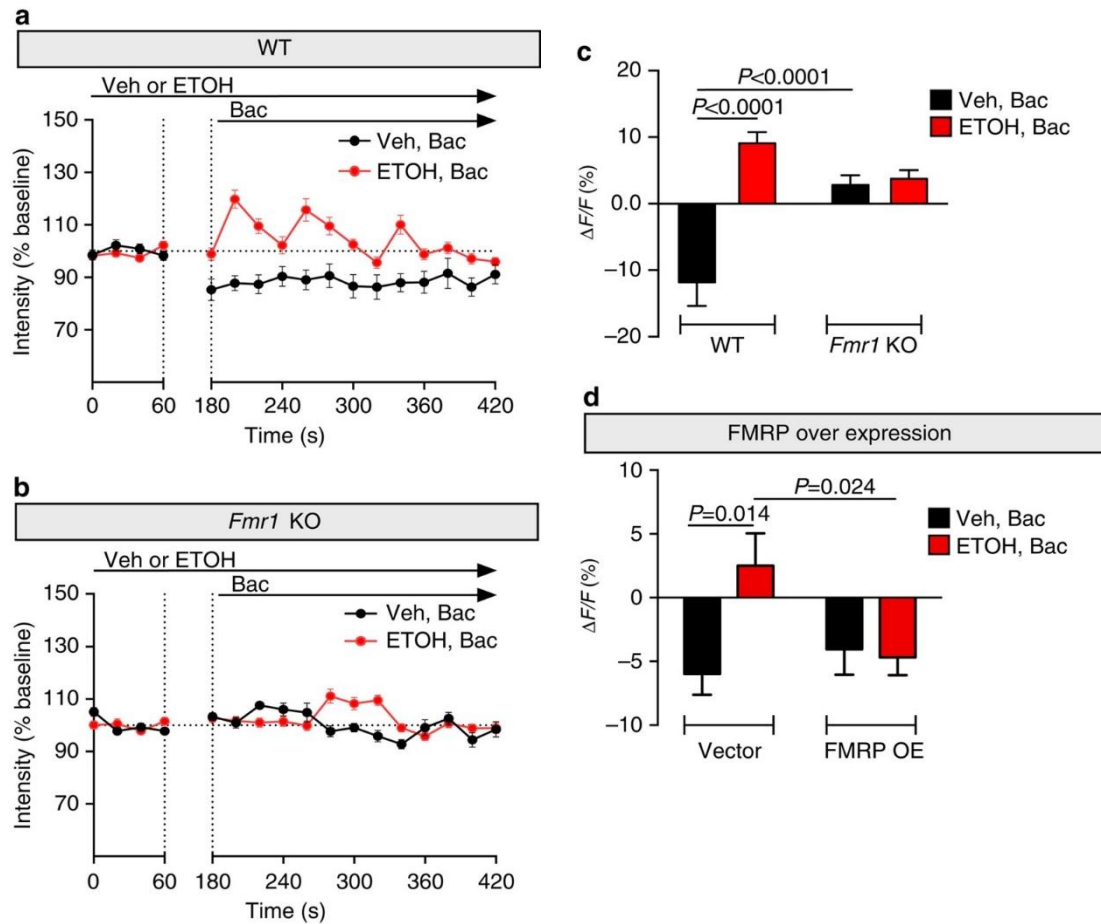 a
WT
Veh or ETOH
Bac
Veh, Bac
ETOH, Bac
150
130
110
90
70
Intensity (% baseline)
0
60
180
240
300
360
420
Time (s)
b
Fmr1 KO
Veh or ETOH
Bac
Veh, Bac
ETOH, Bac
150
130
110
90
70
Intensity (% baseline)
0
60
180
240
300
360
420
Time (s)
c
20
10
0.0
−10
−20
ΔF/F (%)
P<0.0001
P<0.0001
Veh, Bac
ETOH, Bac
WT
Fmr1 KO
d
FMRP over expression
10
5
0
−5
−10
ΔF/F (%)
P=0.024
P=0.014
Veh, Bac
ETOH, Bac
Vector
FMRP OE